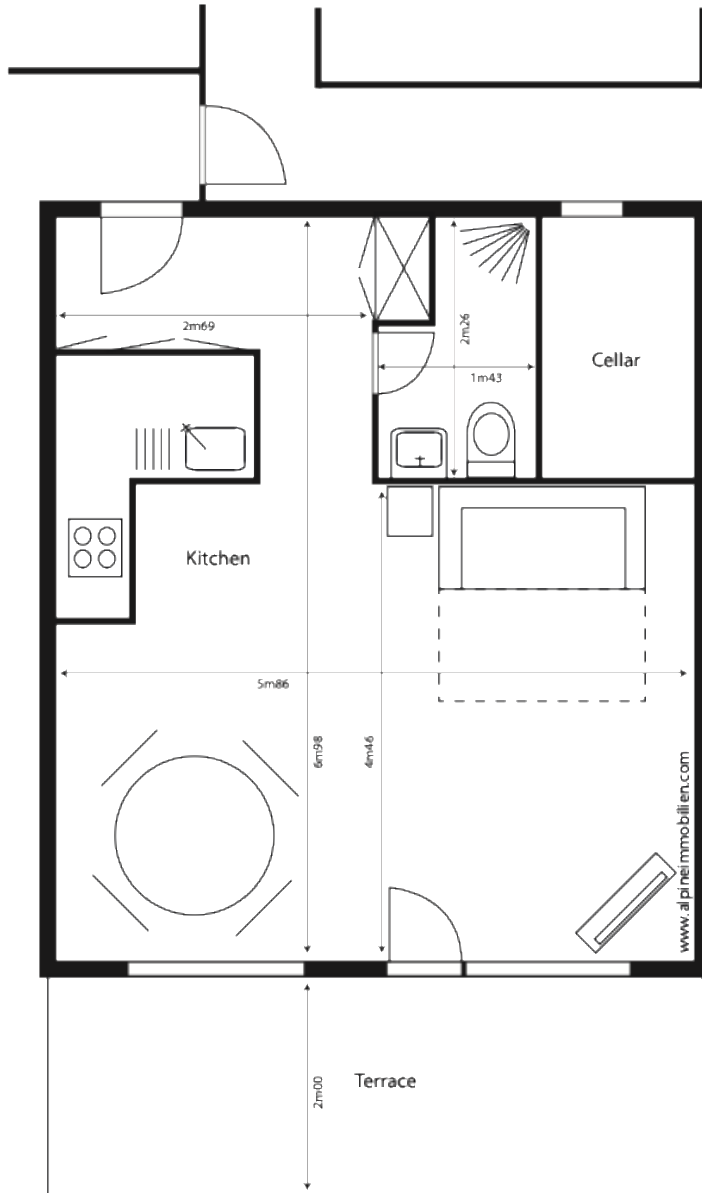 2m69
2m26
1m43
Cellar
Kitchen
5m86
6m98
4m46
www.alpineimmobilien.com
2m00
Terrace